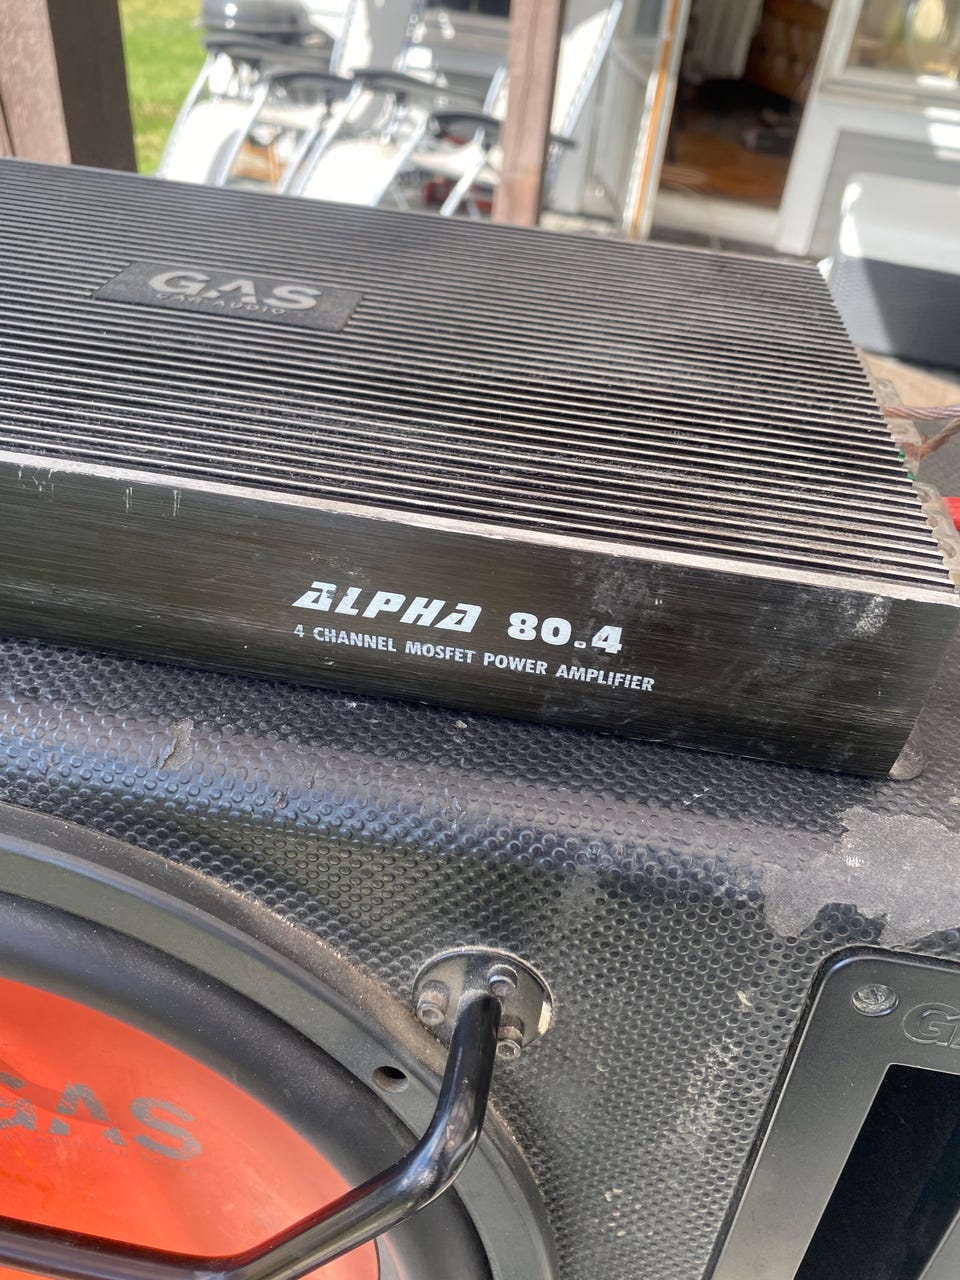 GAS
CAR AUDIO
ALPHA 80.4
4 CHANNEL MOSFET POWER AMPLIFIER
GAS